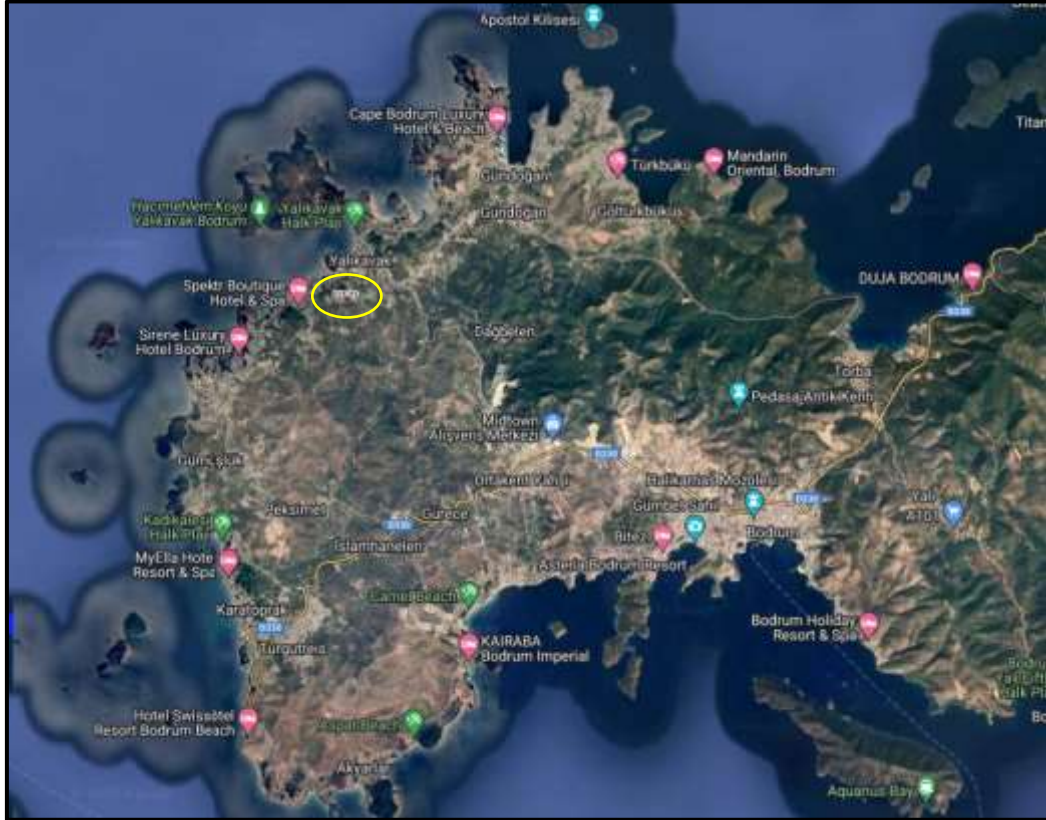 Apostol Kilisesi
Titan
Cape Bodrum Luxury
Hotel & Beach
Türkbükü
Mandarin
Oriental, Bodrum
Gündoğan
Hacımehlem Koyu
Yalıkavak Bodrum
Yalıkavak
Halk Plajı
Gündoğan
Göltürkbükü
Yalıkavak
Spektr Boutique
Hotel & Spa
DUJA BODRUM
D330
Sirene Luxury
Hotel Bodrum
Dağbelen
Torba
Pedasa Antik Kenti
Midtown
Alışveriş Merkezi
D330
Gümüşlük
Ortakent Yahşi
Halikarnas Mozolesi
D330
Peksimet
Gürece
Gümbet Sahil
Yalı
A101
Kadıkalesi
Halk Plajı
D330
İslamhaneleri
Bitez
Bodrum
MyElla Hotel
Resort & Spa
Asteria Bodrum Resort
Camel Beach
Karatoprak
D330
Turgutreis
KAIRABA
Bodrum Imperial
Bodrum Holiday
Resort & Spa
Hotel Swissôtel
Resort Bodrum Beach
Aspat Beach
Akyarlar
Aquarius Bay